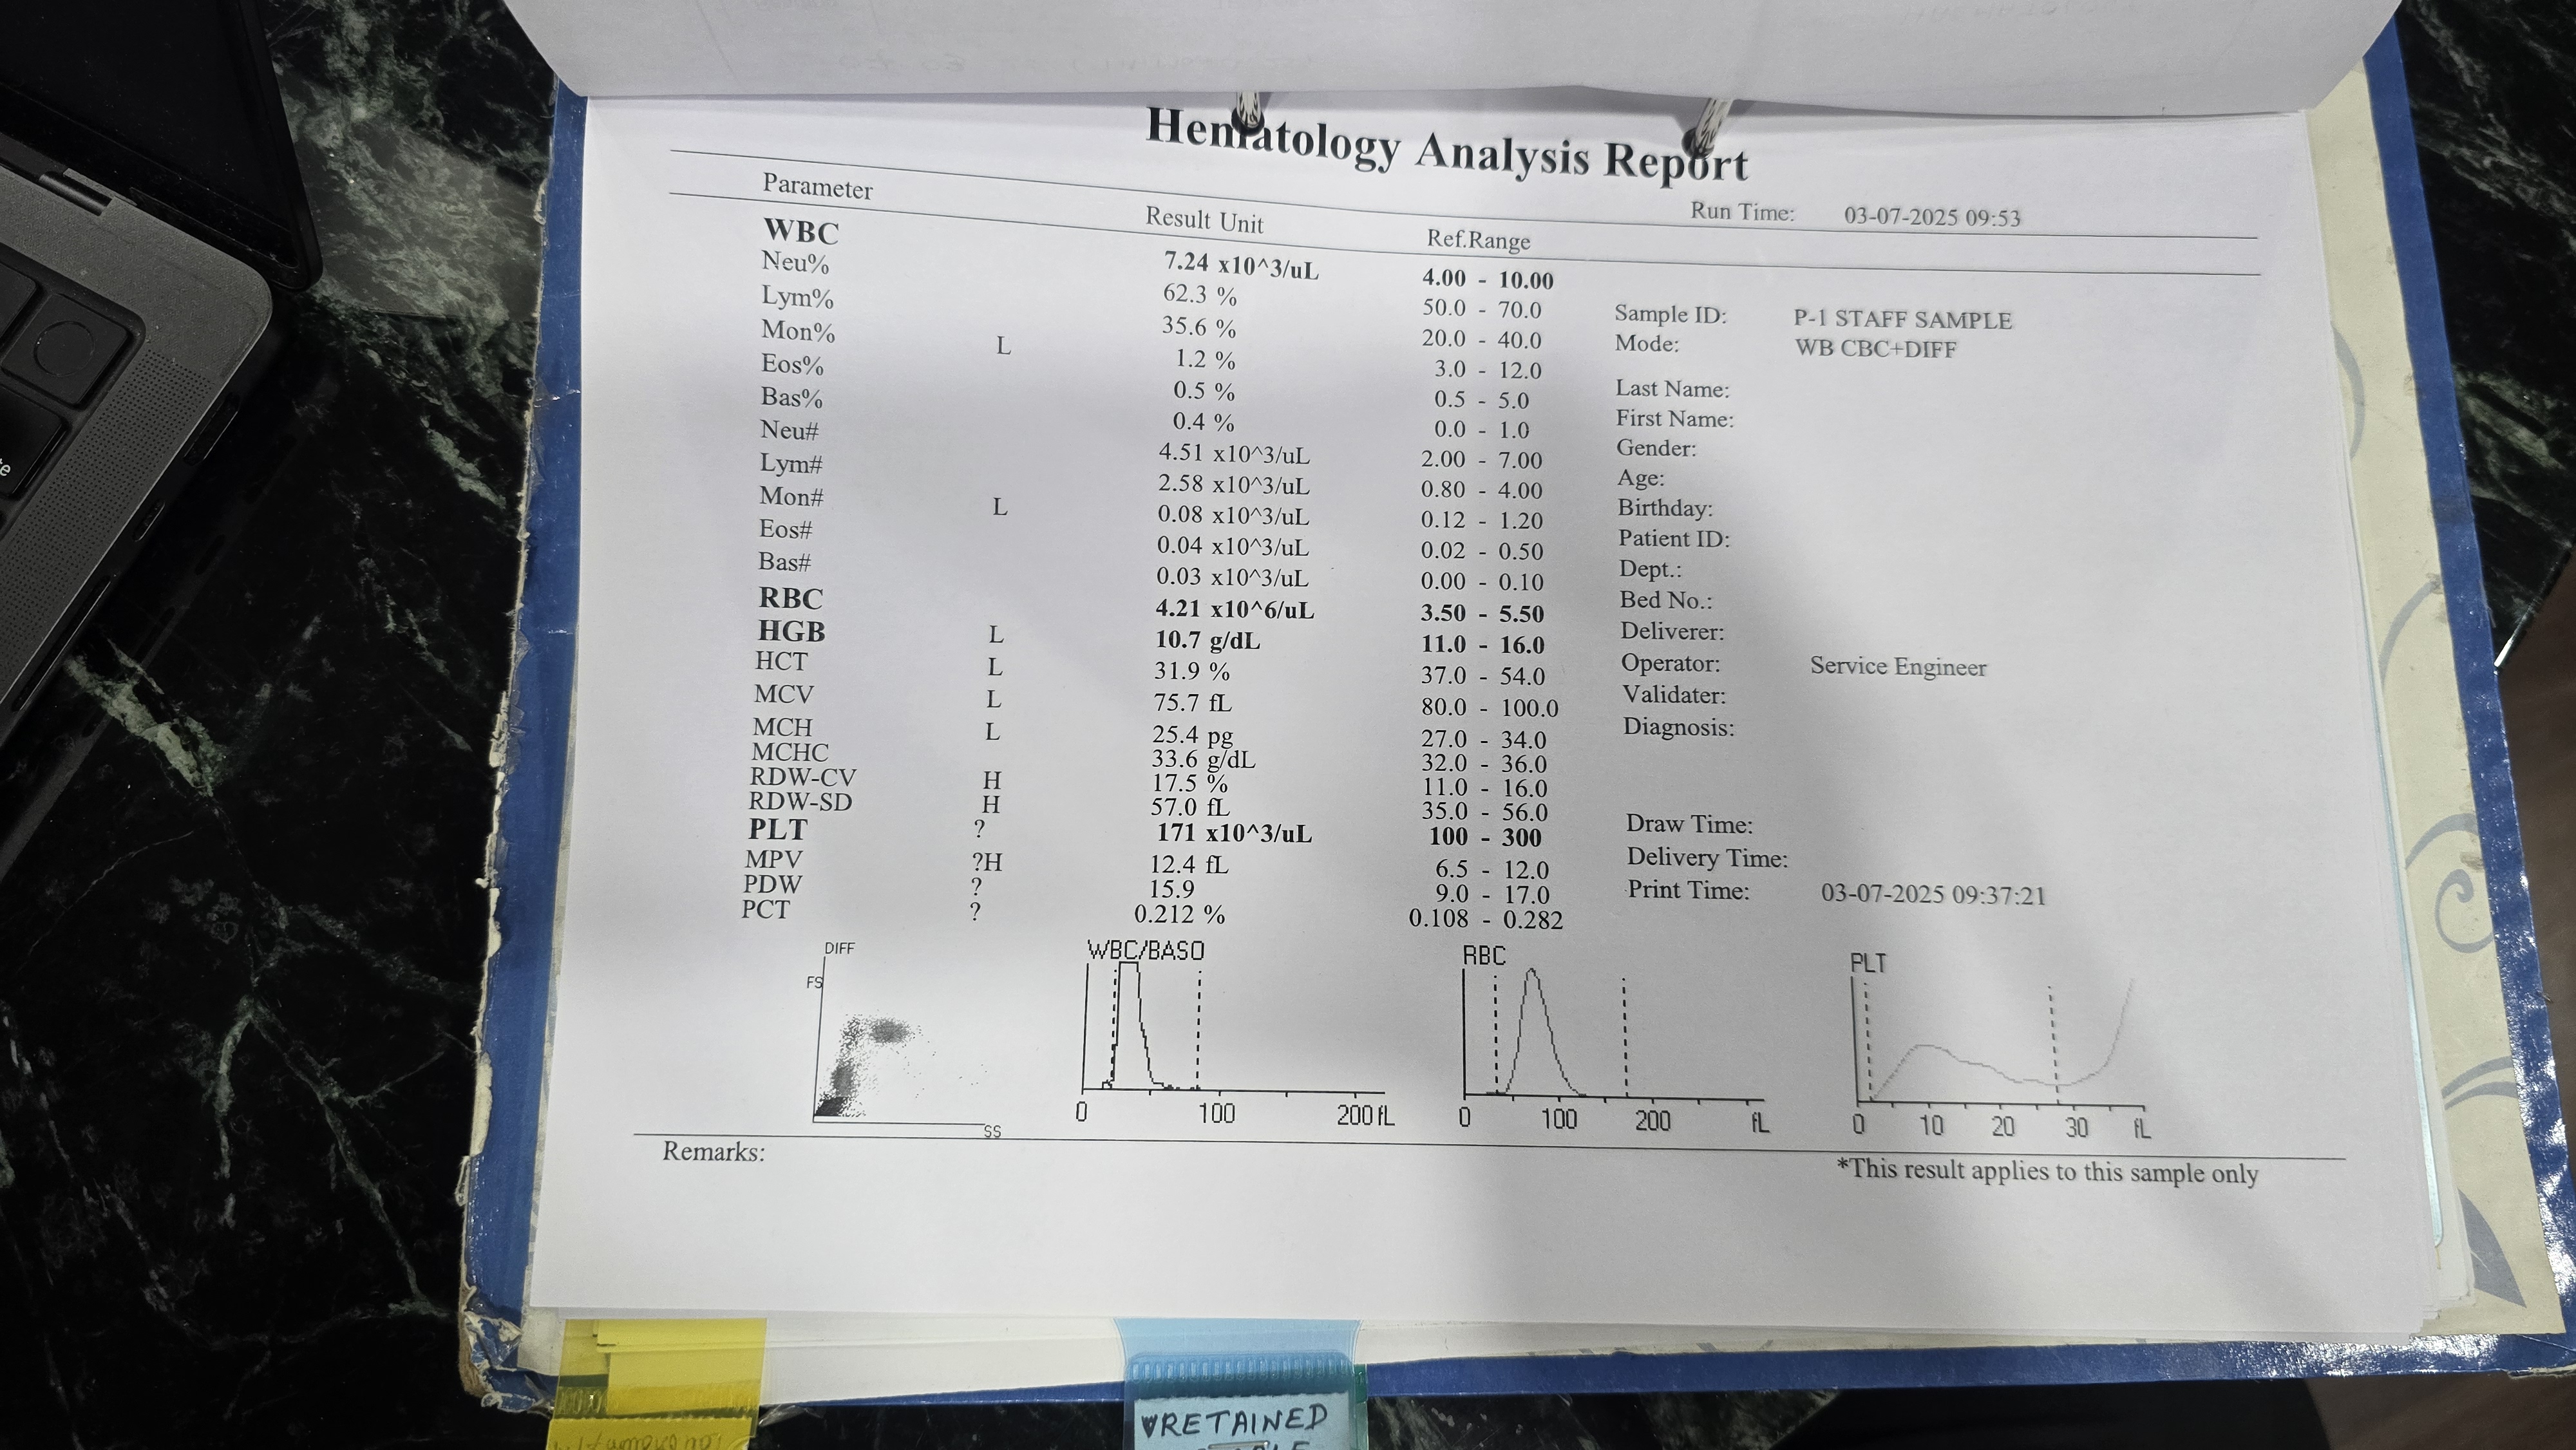 Hematology Analysis Report
Run Time: 03-07-2025 09:53
Parameter Result Unit Ref.Range
WBC 7.24 x10^3/uL 4.00 - 10.00
Neu% 62.3 % 50.0 - 70.0
Lym% 35.6 % 20.0 - 40.0
Mon% L 1.2 % 3.0 - 12.0
Eos% 0.5 % 0.5 - 5.0
Bas% 0.4 % 0.0 - 1.0
Neu# 4.51 x10^3/uL 2.00 - 7.00
Lym# 2.58 x10^3/uL 0.80 - 4.00
Mon# L 0.08 x10^3/uL 0.12 - 1.20
Eos# 0.04 x10^3/uL 0.02 - 0.50
Bas# 0.03 x10^3/uL 0.00 - 0.10
RBC 4.21 x10^6/uL 3.50 - 5.50
HGB L 10.7 g/dL 11.0 - 16.0
HCT L 31.9 % 37.0 - 54.0
MCV L 75.7 fL 80.0 - 100.0
MCH L 25.4 pg 27.0 - 34.0
MCHC 33.6 g/dL 32.0 - 36.0
RDW-CV H 17.5 % 11.0 - 16.0
RDW-SD H 57.0 fL 35.0 - 56.0
PLT ? 171 x10^3/uL 100 - 300
MPV ?H 12.4 fL 6.5 - 12.0
PDW ? 15.9 9.0 - 17.0
PCT ? 0.212 % 0.108 - 0.282
Sample ID: P-1 STAFF SAMPLE
Mode: WB CBC+DIFF
Last Name:
First Name:
Gender:
Age:
Birthday:
Patient ID:
Dept.:
Bed No.:
Deliverer:
Operator: Service Engineer
Validater:
Diagnosis:
Draw Time:
Delivery Time:
Print Time: 03-07-2025 09:37:21
DIFF
FS
SS
WBC/BASO
0 100 200 fL
RBC
0 100 200 fL
PLT
0 10 20 30 fL
Remarks:
*This result applies to this sample only
RETAINED